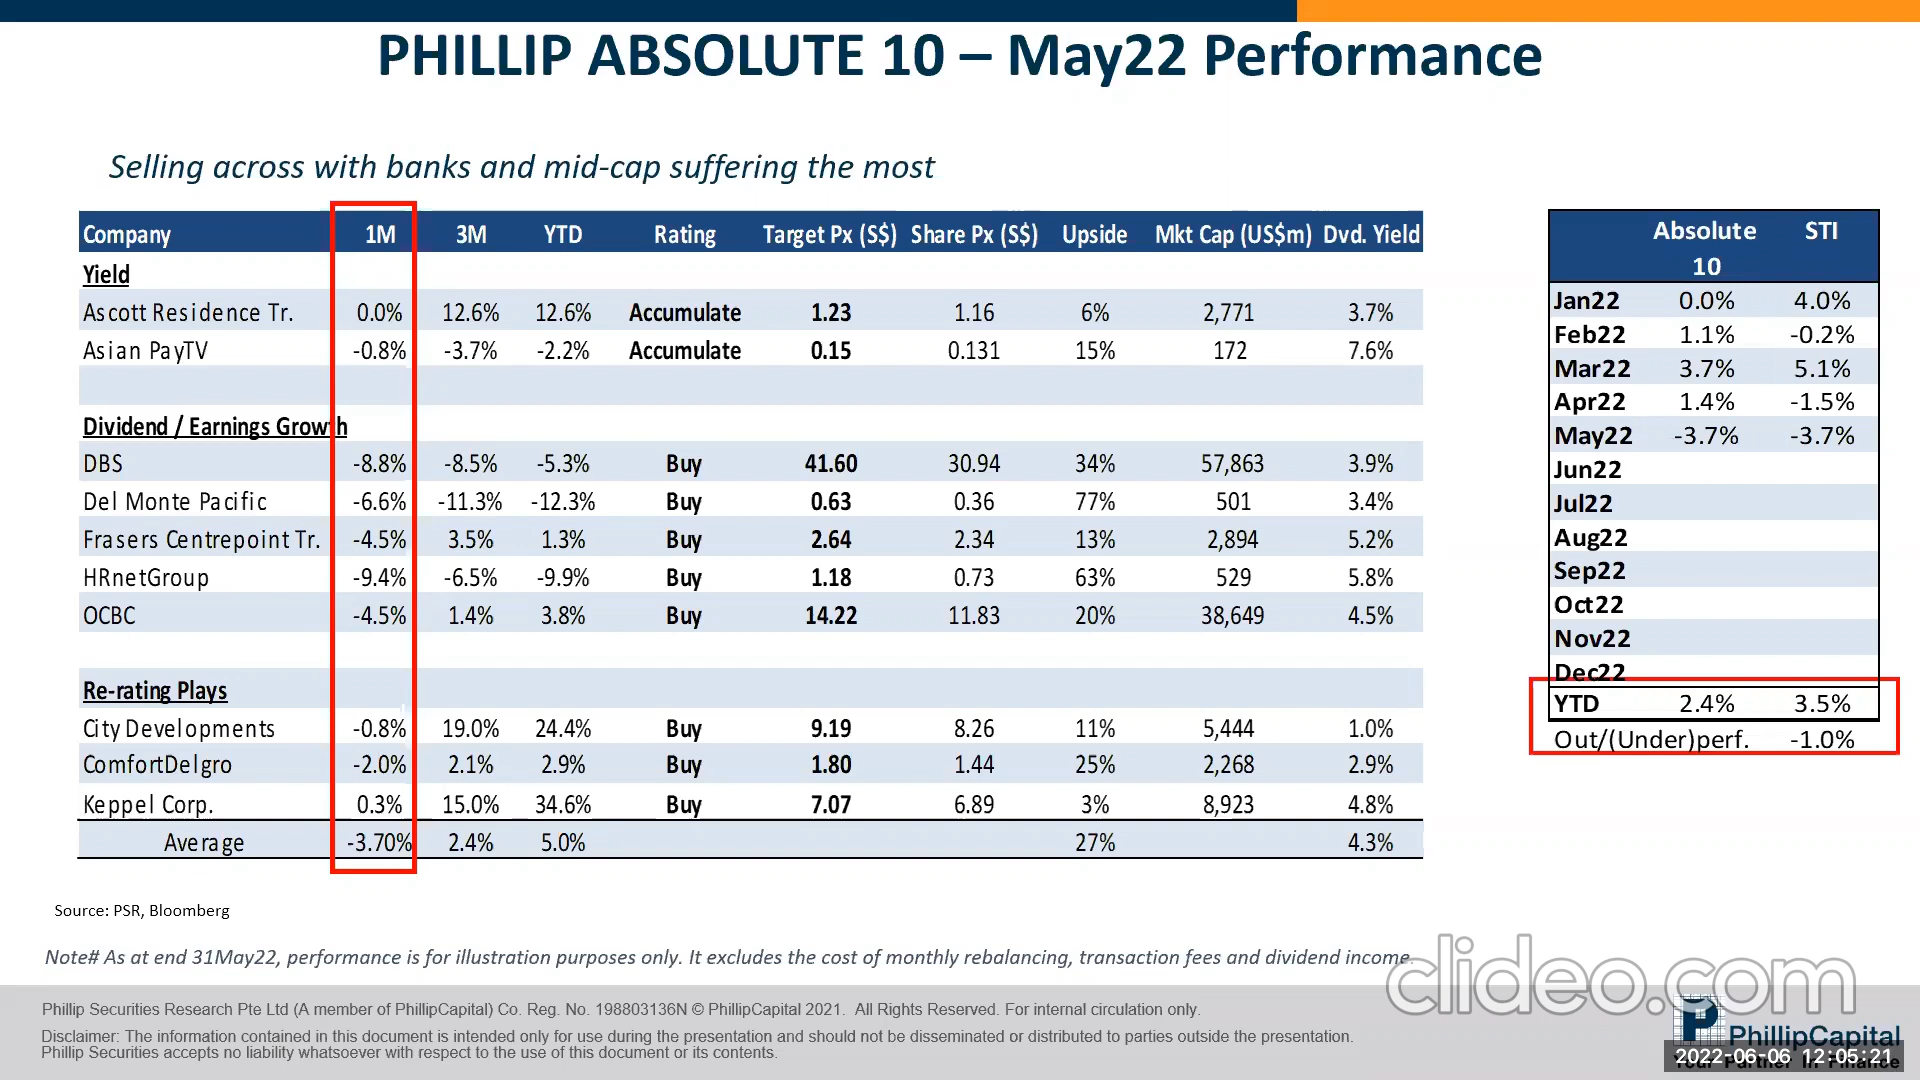 PHILLIP ABSOLUTE 10 – May22 Performance
Selling across with banks and mid-cap suffering the most
Company 1M 3M YTD Rating Target Px (S$) Share Px (S$) Upside Mkt Cap (US$m) Dvd. Yield
Yield
Ascott Residence Tr. 0.0% 12.6% 12.6% Accumulate 1.23 1.16 6% 2,771 3.7%
Asian PayTV -0.8% -3.7% -2.2% Accumulate 0.15 0.131 15% 172 7.6%
Dividend / Earnings Growth
DBS -8.8% -8.5% -5.3% Buy 41.60 30.94 34% 57,863 3.9%
Del Monte Pacific -6.6% -11.3% -12.3% Buy 0.63 0.36 77% 501 3.4%
Frasers Centrepoint Tr. -4.5% 3.5% 1.3% Buy 2.64 2.34 13% 2,894 5.2%
HRnetGroup -9.4% -6.5% -9.9% Buy 1.18 0.73 63% 529 5.8%
OCBC -4.5% 1.4% 3.8% Buy 14.22 11.83 20% 38,649 4.5%
Re-rating Plays
City Developments -0.8% 19.0% 24.4% Buy 9.19 8.26 11% 5,444 1.0%
ComfortDelgro -2.0% 2.1% 2.9% Buy 1.80 1.44 25% 2,268 2.9%
Keppel Corp. 0.3% 15.0% 34.6% Buy 7.07 6.89 3% 8,923 4.8%
Average -3.70% 2.4% 5.0% 27% 4.3%
Absolute STI
10
Jan22 0.0% 4.0%
Feb22 1.1% -0.2%
Mar22 3.7% 5.1%
Apr22 1.4% -1.5%
May22 -3.7% -3.7%
Jun22
Jul22
Aug22
Sep22
Oct22
Nov22
Dec22
YTD 2.4% 3.5%
Out/(Under)perf. -1.0%
Source: PSR, Bloomberg
Note# As at end 31May22, performance is for illustration purposes only. It excludes the cost of monthly rebalancing, transaction fees and dividend income.
clideo.com
Phillip Securities Research Pte Ltd (A member of PhillipCapital) Co. Reg. No. 198803136N © PhillipCapital 2021. All Rights Reserved. For internal circulation only.
Disclaimer: The information contained in this document is intended only for use during the presentation and should not be disseminated or distributed to parties outside the presentation.
Phillip Securities accepts no liability whatsoever with respect to the use of this document or its contents.
P PhillipCapital
Your Partner In Finance
2022-06-06 12:05:21